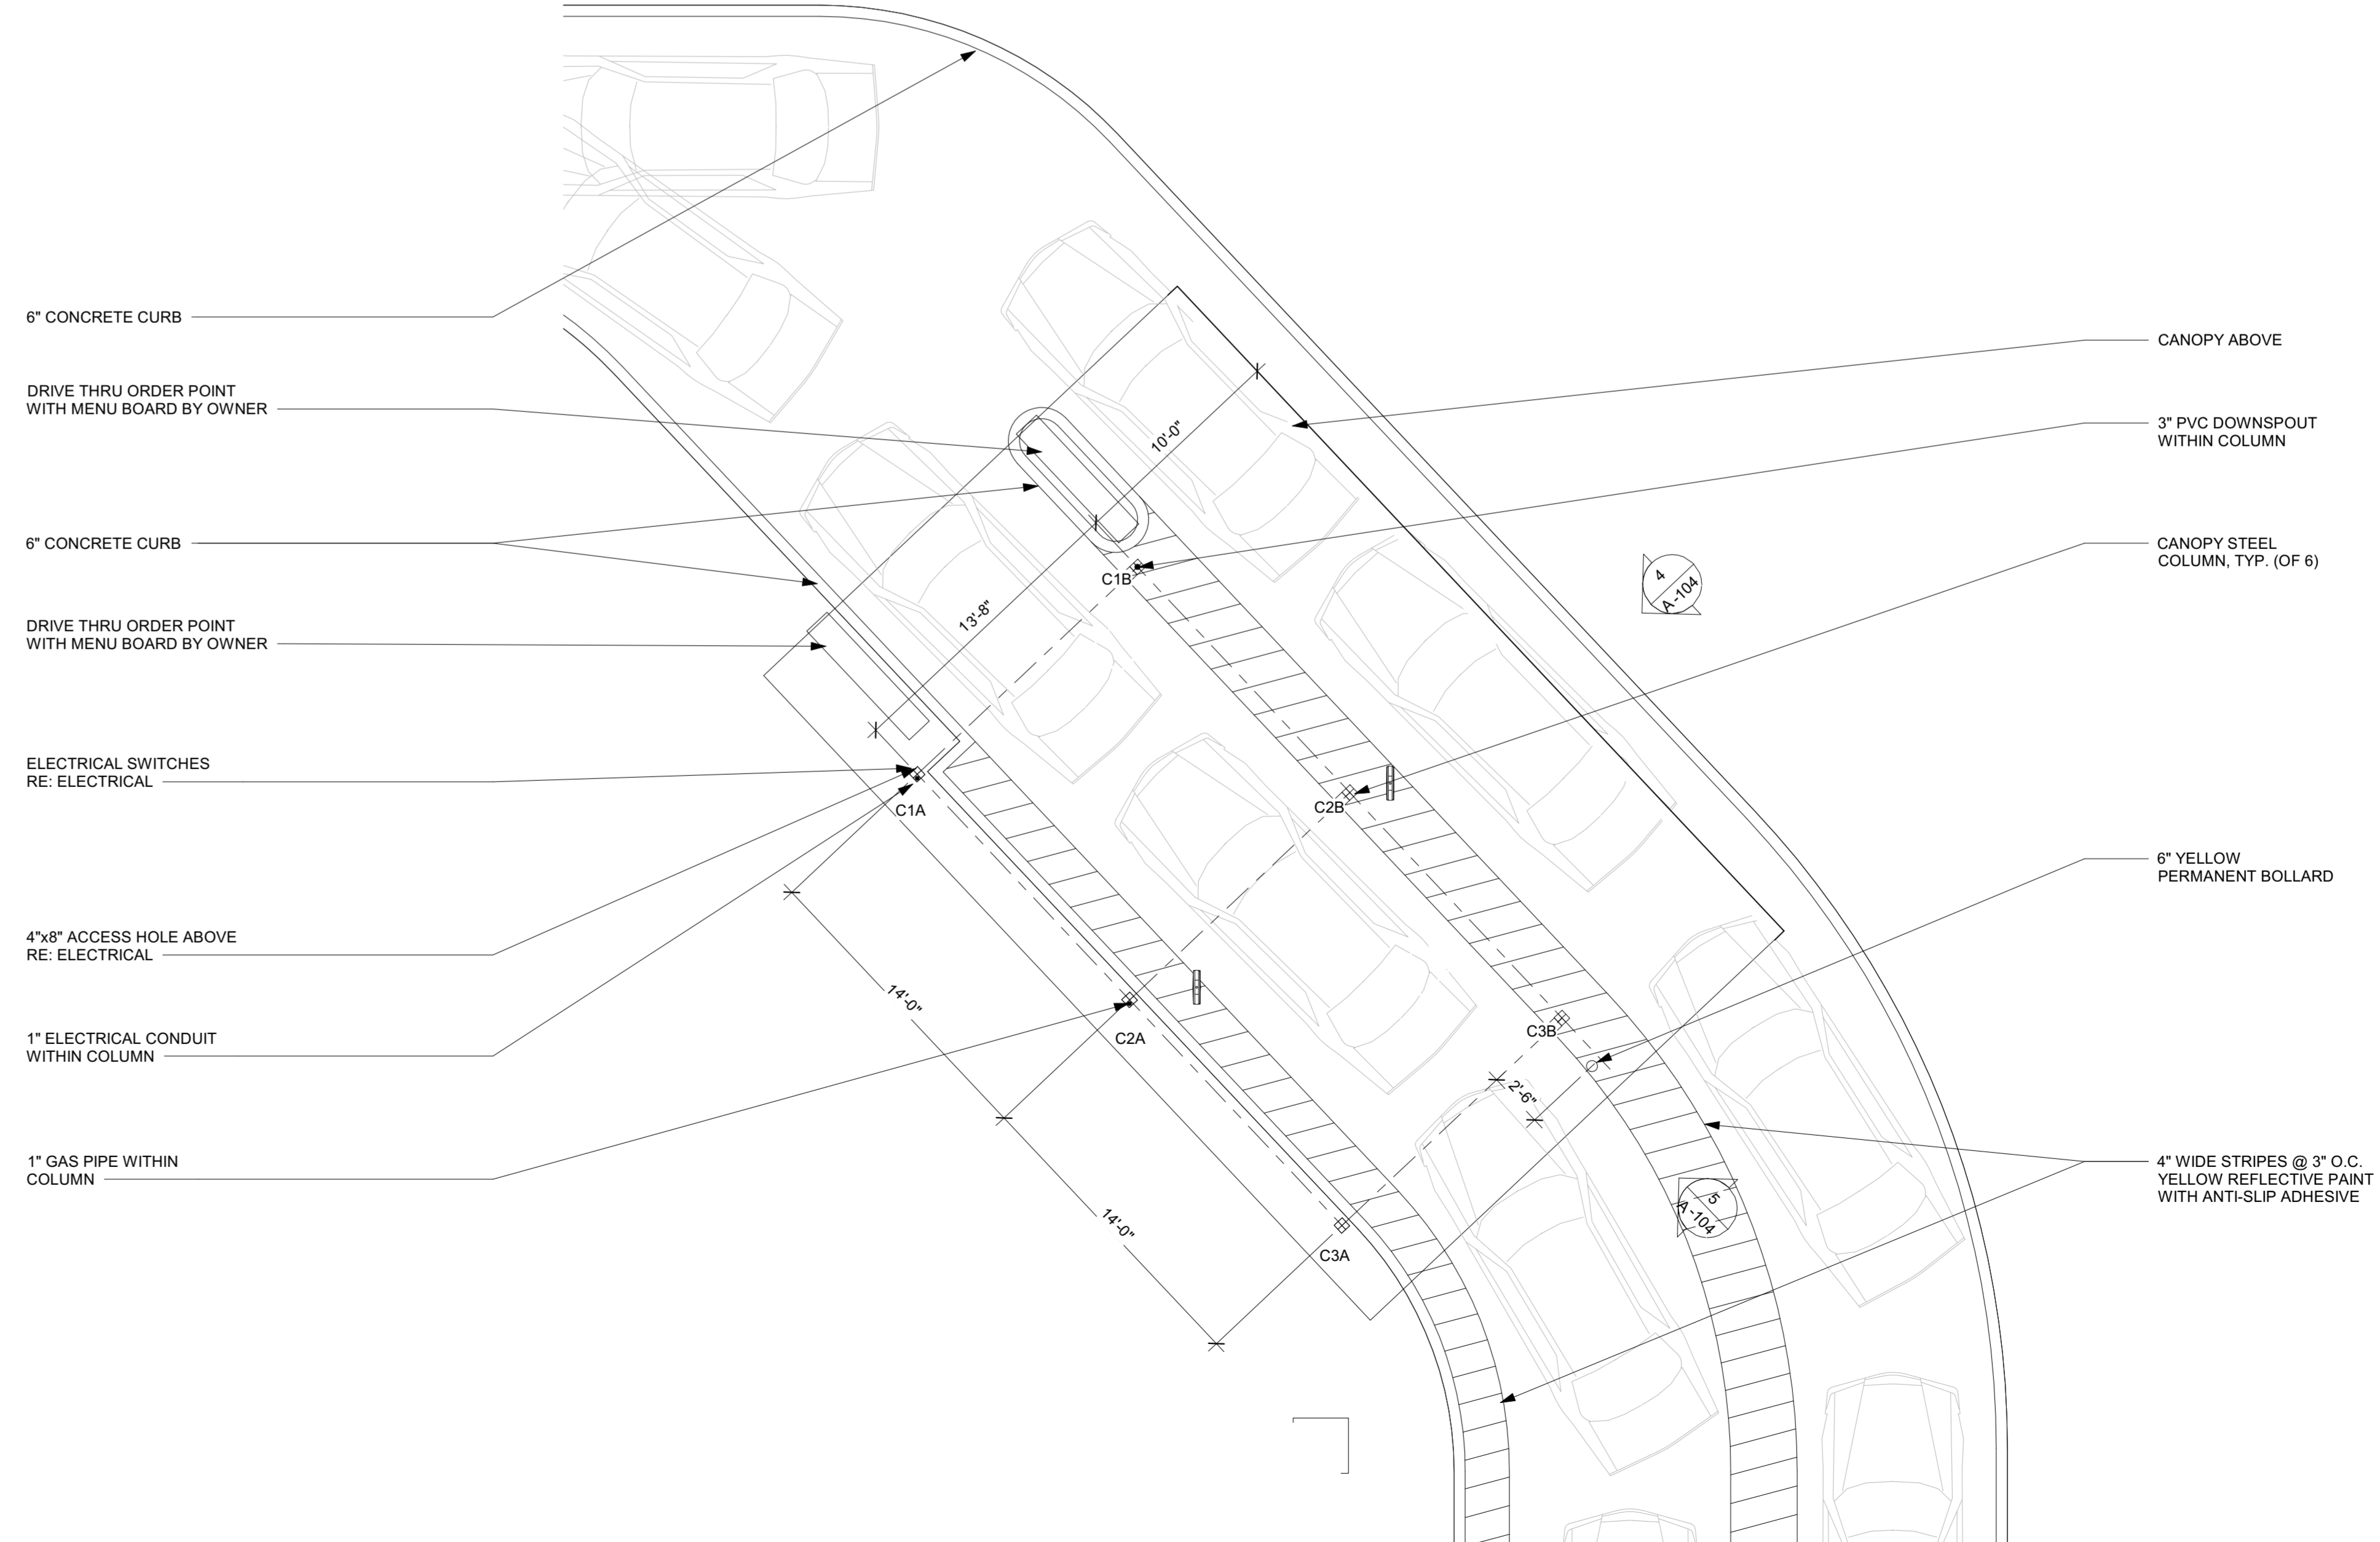 6" CONCRETE CURB
DRIVE THRU ORDER POINT
WITH MENU BOARD BY OWNER
6" CONCRETE CURB
DRIVE THRU ORDER POINT
WITH MENU BOARD BY OWNER
ELECTRICAL SWITCHES
RE: ELECTRICAL
4"x8" ACCESS HOLE ABOVE
RE: ELECTRICAL
1" ELECTRICAL CONDUIT
WITHIN COLUMN
1" GAS PIPE WITHIN
COLUMN
10'-0"
13'-8"
C1B
C1A
C2B
14'-0"
C2A
C3B
2'-6"
14'-0"
C3A
4
A-104
5
A-104
CANOPY ABOVE
3" PVC DOWNSPOUT
WITHIN COLUMN
CANOPY STEEL
COLUMN, TYP. (OF 6)
6" YELLOW
PERMANENT BOLLARD
4" WIDE STRIPES @ 3" O.C.
YELLOW REFLECTIVE PAINT
WITH ANTI-SLIP ADHESIVE